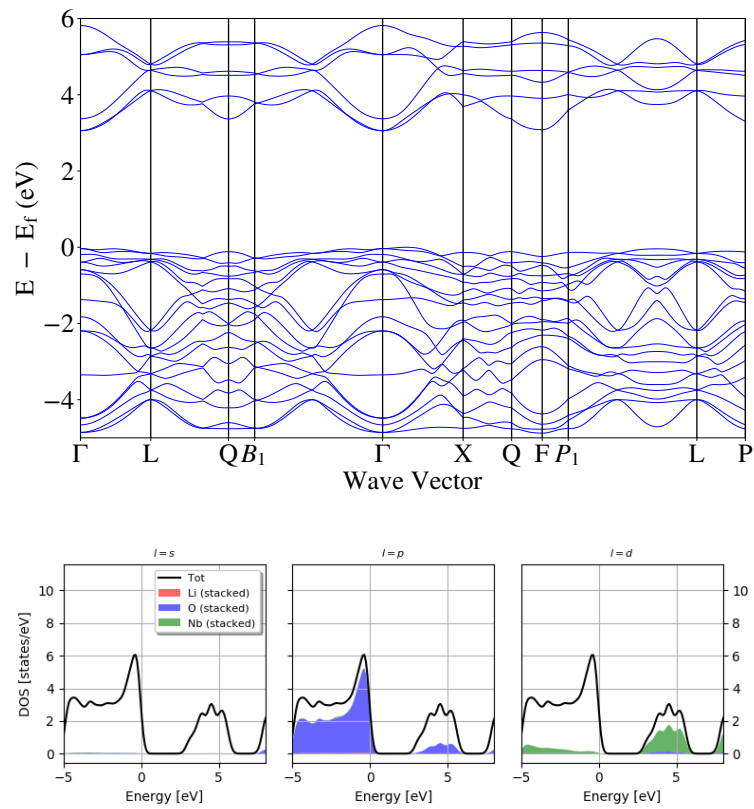 6
4
2
0
−2
−4
E − E_f (eV)
Γ L Q B₁ Γ X Q F P₁ L P
Wave Vector
l = s l = p l = d
Tot
Li (stacked)
O (stacked)
Nb (stacked)
DOS [states/eV]
10 10
8 8
6 6
4 4
2 2
0 0
−5 0 5 −5 0 5 −5 0 5
Energy [eV] Energy [eV] Energy [eV]